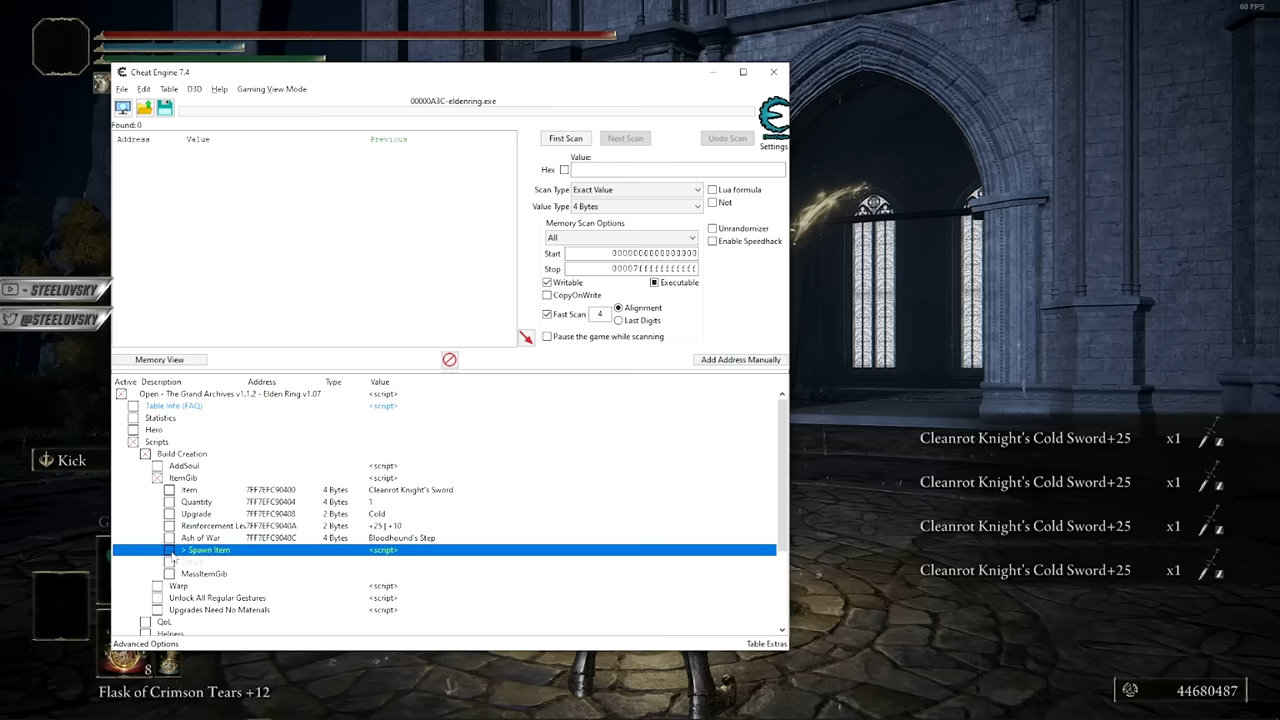 60 FPS
Cheat Engine 7.4
File Edit Table D3D Help Gaming View Mode
00000A3C-eldenring.exe
Found: 0
Address Value Previous
First Scan Next Scan Undo Scan
Settings
Value:
Hex
Scan Type Exact Value Lua formula
Not
Value Type 4 Bytes
Memory Scan Options
All
Unrandomizer
Enable Speedhack
Start 0000000000000000
Stop 00007fffffffffff
Writable Executable
CopyOnWrite
Fast Scan 4 Alignment
Last Digits
Pause the game while scanning
- STEELOVSKY
@STEELOVSKY
Memory View Add Address Manually
Active Description Address Type Value
Open - The Grand Archives v1.1.2 - Elden Ring v1.07 <script>
Table Info (FAQ) <script>
Statistics
Hero
Scripts
Build Creation
AddSoul <script>
ItemGib <script>
Item 7FF7EFC90400 4 Bytes Cleanrot Knight's Sword
Quantity 7FF7EFC90404 4 Bytes 1
Upgrade 7FF7EFC90408 2 Bytes Cold
Reinforcement Lev 7FF7EFC9040A 2 Bytes +25 | +10
Ash of War 7FF7EFC9040C 4 Bytes Bloodhound's Step
> Spawn Item <script>
MassItemGib
Warp <script>
Unlock All Regular Gestures <script>
Upgrades Need No Materials <script>
QoL
Helpers
Advanced Options Table Extras
Kick
Cleanrot Knight's Cold Sword+25 x1
Cleanrot Knight's Cold Sword+25 x1
Cleanrot Knight's Cold Sword+25 x1
Cleanrot Knight's Cold Sword+25 x1
8
Flask of Crimson Tears +12
44680487